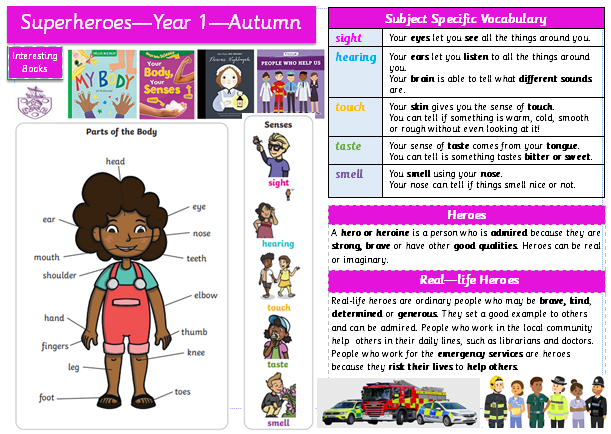 Superheroes—Year 1—Autumn
Interesting
Books
MY BODY
Your Body,
Your Senses
Florence Nightingale
PEOPLE WHO HELP US
Parts of the Body
head
eye
ear
nose
mouth
teeth
shoulder
elbow
hand
thumb
fingers
knee
leg
foot
toes
Senses
sight
hearing
touch
taste
smell
Subject Specific Vocabulary
sight
Your eyes let you see all the things around you.
hearing
Your ears let you listen to all the things around
you.
Your brain is able to tell what different sounds
are.
touch
Your skin gives you the sense of touch.
You can tell if something is warm, cold, smooth
or rough without even looking at it!
taste
Your sense of taste comes from your tongue.
You can tell is something tastes bitter or sweet.
smell
You smell using your nose.
Your nose can tell if things smell nice or not.
Heroes
A hero or heroine is a person who is admired because they are
strong, brave or have other good qualities. Heroes can be real
or imaginary.
Real—life Heroes
Real-life heroes are ordinary people who may be brave, kind,
determined or generous. They set a good example to others
and can be admired. People who work in the local community
help others in their daily lines, such as librarians and doctors.
People who work for the emergency services are heroes
because they risk their lives to help others.